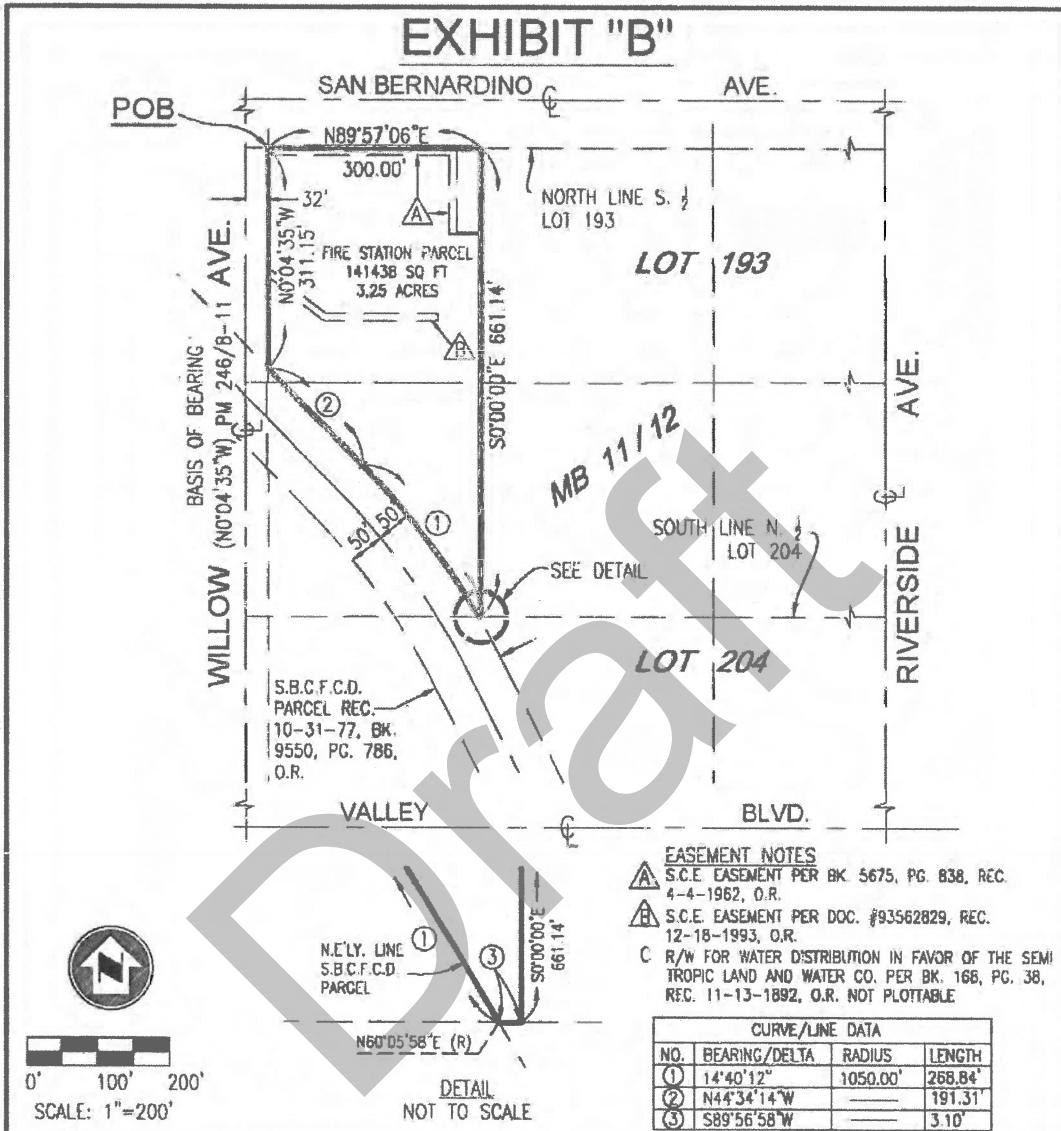 EXHIBIT "B"
SAN BERNARDINO AVE.
POB
N89°57'06"E
300.00'
32'
NORTH LINE S. ½
LOT 193
A
N0°04'35"W
311.15'
FIRE STATION PARCEL
141438 SQ FT
3.25 ACRES
LOT 193
S0°00'00"E 661.14'
B
WILLOW AVE.
BASIS OF BEARING
(N0°04'35"W) PM 246/8-11
2
MB 11/12
RIVERSIDE AVE.
50' 50'
1
SOUTH LINE N. ½
LOT 204
SEE DETAIL
LOT 204
S.B.C.F.C.D.
PARCEL REC.
10-31-77, BK.
9550, PG. 786,
O.R.
VALLEY BLVD.
Draft
EASEMENT NOTES
A S.C.E. EASEMENT PER BK. 5675, PG. 838, REC.
4-4-1962, O.R.
B S.C.E. EASEMENT PER DOC. #93562829, REC.
12-18-1993, O.R.
C R/W FOR WATER DISTRIBUTION IN FAVOR OF THE SEMI
TROPIC LAND AND WATER CO. PER BK. 168, PG. 38,
REC. 11-13-1892, O.R. NOT PLOTTABLE
N
0' 100' 200'
SCALE: 1"=200'
1
N.E'LY. LINE
S.B.C.F.C.D.
PARCEL
3
S0°00'00"E
661.14'
N60°05'58"E (R)
DETAIL
NOT TO SCALE
CURVE/LINE DATA
NO. BEARING/DELTA RADIUS LENGTH
1 14°40'12" 1050.00' 268.84'
2 N44°34'14"W ——— 191.31'
3 S89°56'58"W ——— 3.10'